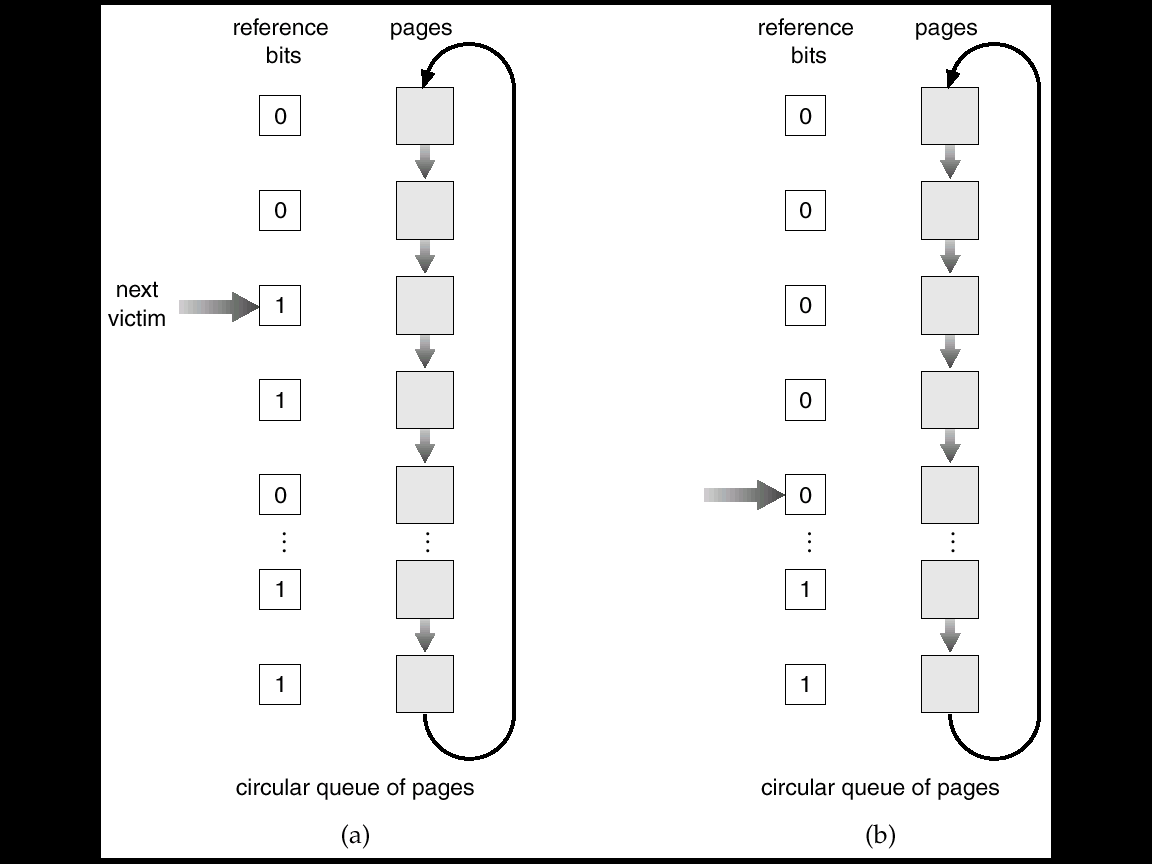 reference pages
bits
0
0
next
victim
1
1
0
⋮ ⋮
1
1
circular queue of pages
(a)
reference pages
bits
0
0
0
0
0
⋮ ⋮
1
1
circular queue of pages
(b)